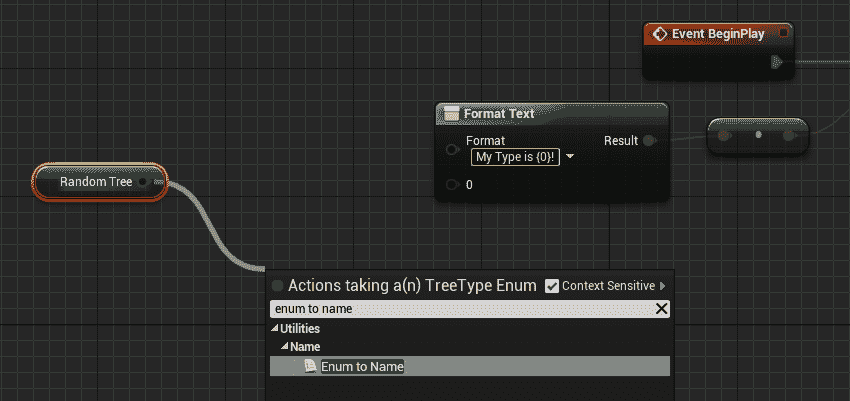 Event BeginPlay
Format Text
Format
Result
My Type is {0}!
0
Random Tree
Actions taking a(n) TreeType Enum
Context Sensitive
enum to name
Utilities
Name
Enum to Name